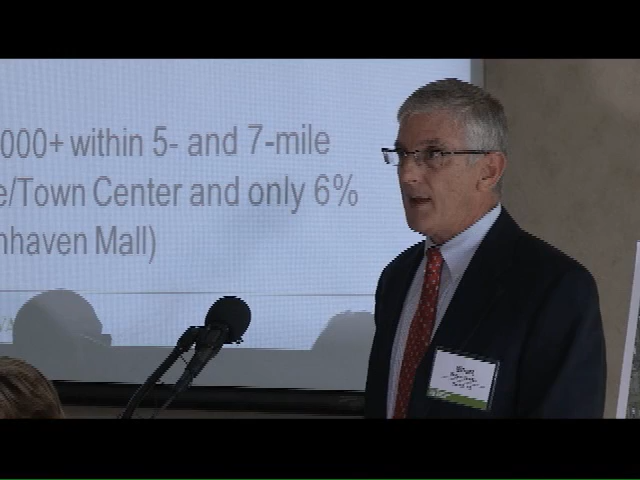 000+ within 5- and 7-mile
e/Town Center and only 6%
nhaven Mall)